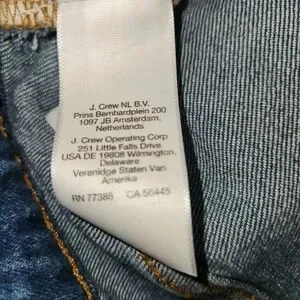 J. Crew NL B.V.
Prins Bernhardplein 200
1097 JB Amsterdam,
Netherlands
J. Crew Operating Corp
251 Little Falls Drive
USA DE 19808 Wilmington,
Delaware
Verenigde Staten Van
Amerika
RN 77388 CA 56445